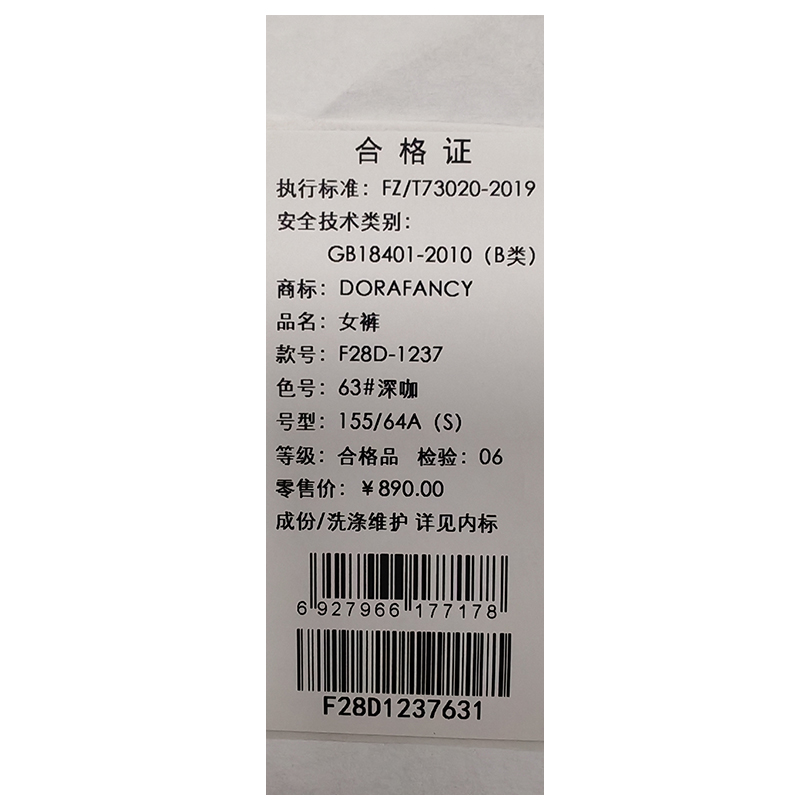 合格证
执行标准：FZ/T73020-2019
安全技术类别：
GB18401-2010（B类）
商标：DORAFANCY
品名：女裤
款号：F28D-1237
色号：63#深咖
号型：155/64A（S）
等级：合格品 检验：06
零售价：￥890.00
成份/洗涤维护 详见内标
6 927966 177178
F28D1237631